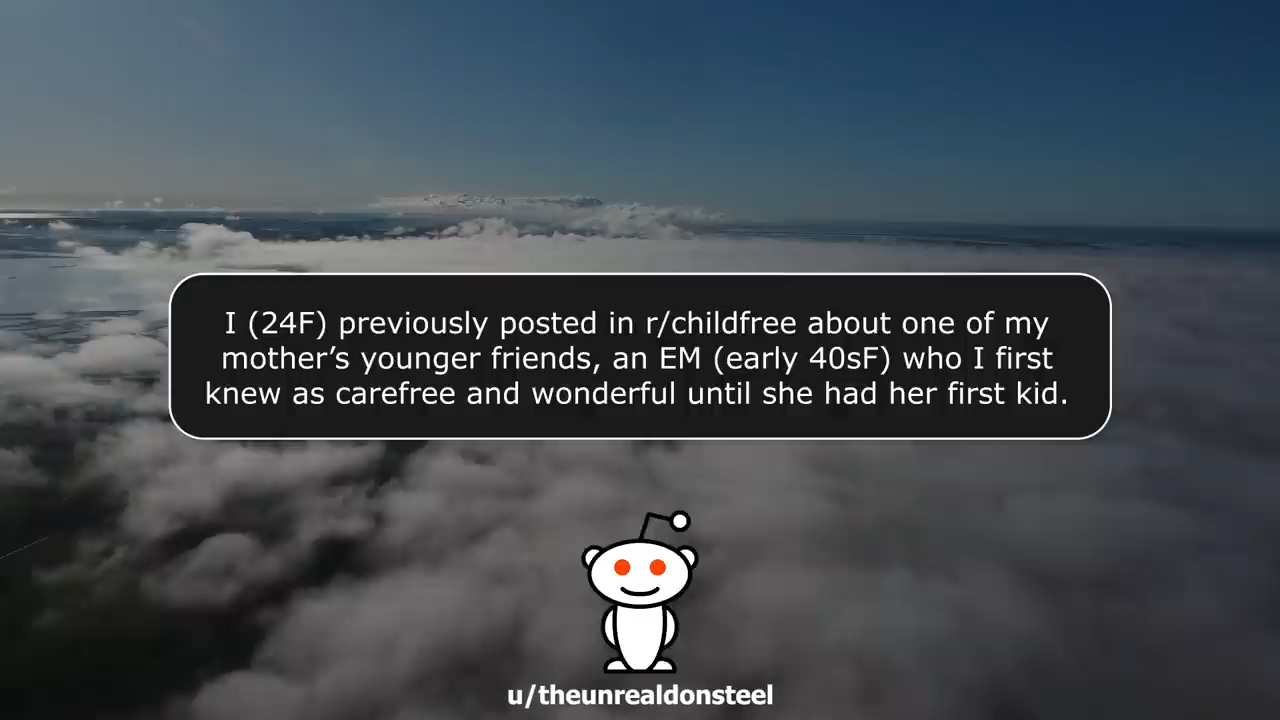 I (24F) previously posted in r/childfree about one of my
mother’s younger friends, an EM (early 40sF) who I first
knew as carefree and wonderful until she had her first kid.
u/theunrealdonsteel